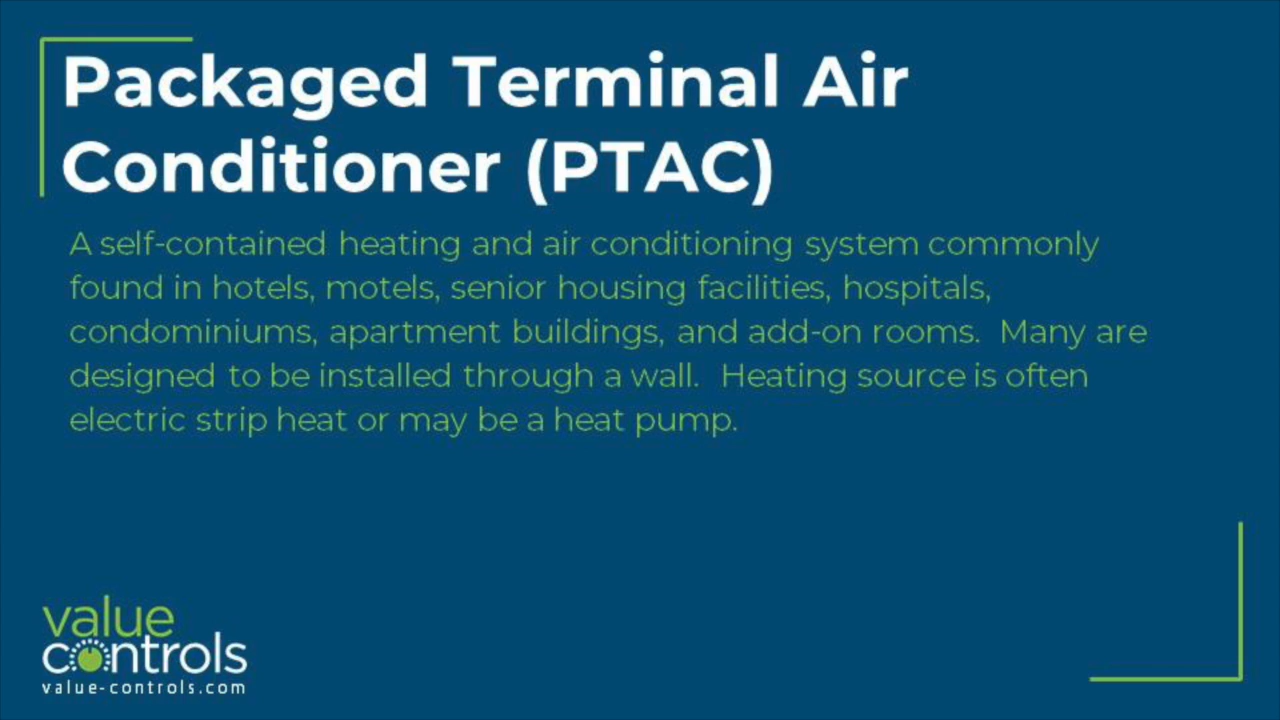 Packaged Terminal Air
Conditioner (PTAC)
A self-contained heating and air conditioning system commonly
found in hotels, motels, senior housing facilities, hospitals,
condominiums, apartment buildings, and add-on rooms.  Many are
designed to be installed through a wall.  Heating source is often
electric strip heat or may be a heat pump.
value
controls
value-controls.com